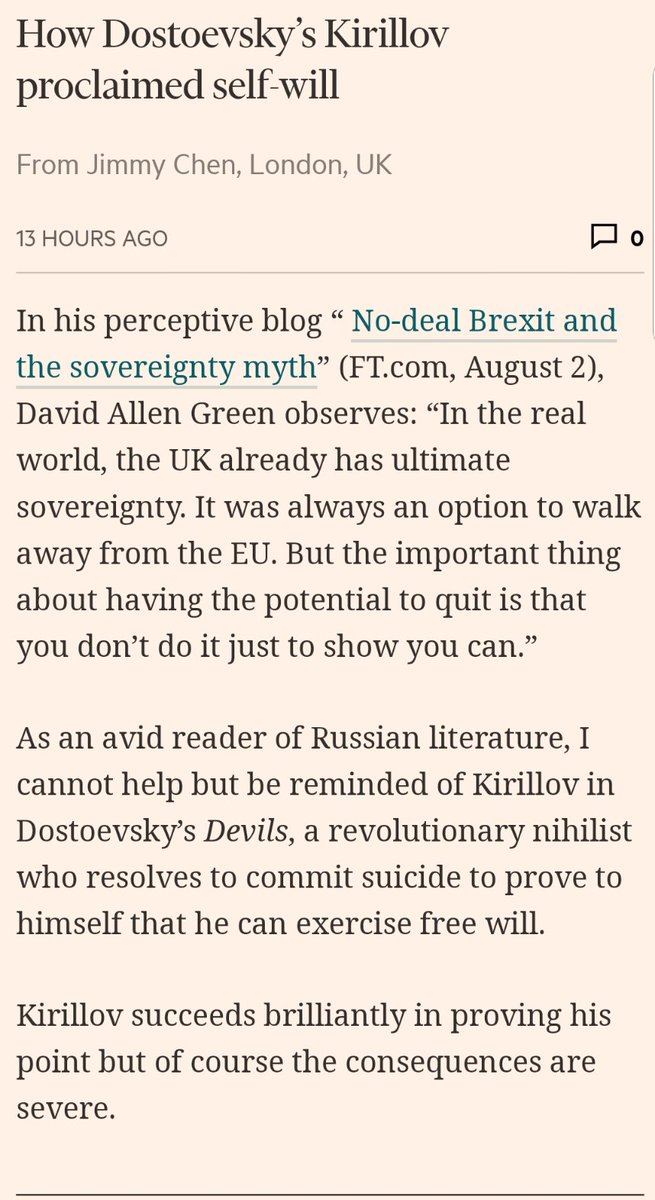 How Dostoevsky’s Kirillov
proclaimed self-will
From Jimmy Chen, London, UK
13 HOURS AGO
0
In his perceptive blog “ No-deal Brexit and
the sovereignty myth” (FT.com, August 2),
David Allen Green observes: “In the real
world, the UK already has ultimate
sovereignty. It was always an option to walk
away from the EU. But the important thing
about having the potential to quit is that
you don’t do it just to show you can.”
As an avid reader of Russian literature, I
cannot help but be reminded of Kirillov in
Dostoevsky’s Devils, a revolutionary nihilist
who resolves to commit suicide to prove to
himself that he can exercise free will.
Kirillov succeeds brilliantly in proving his
point but of course the consequences are
severe.